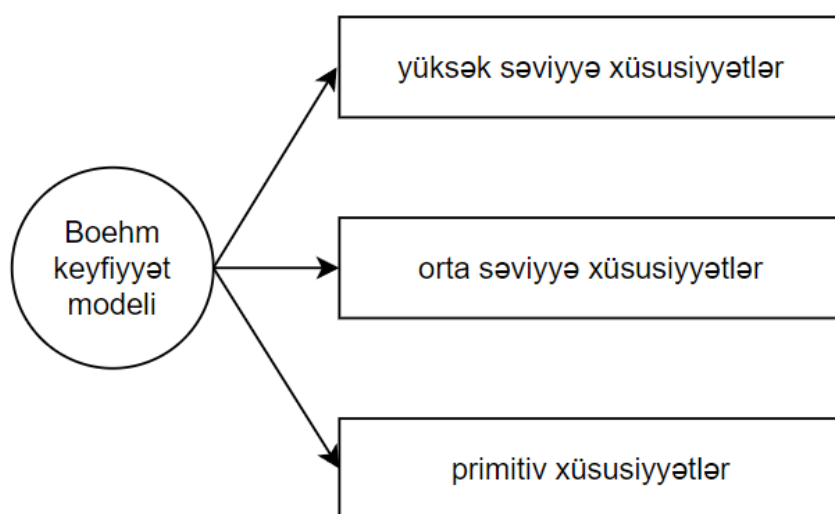 yüksək səviyyə xüsusiyyətlər
Boehm
keyfiyyət
modeli
orta səviyyə xüsusiyyətlər
primitiv xüsusiyyətlər